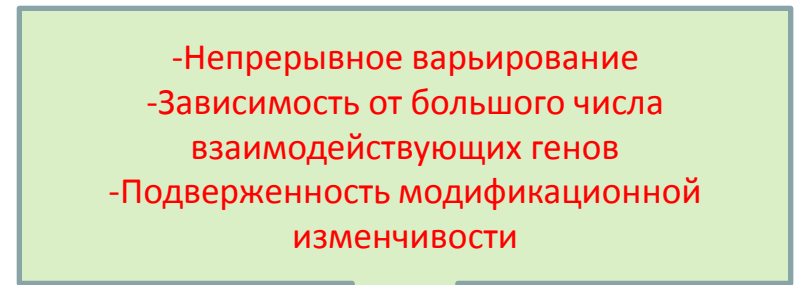 -Непрерывное варьирование
-Зависимость от большого числа
взаимодействующих генов
-Подверженность модификационной
изменчивости